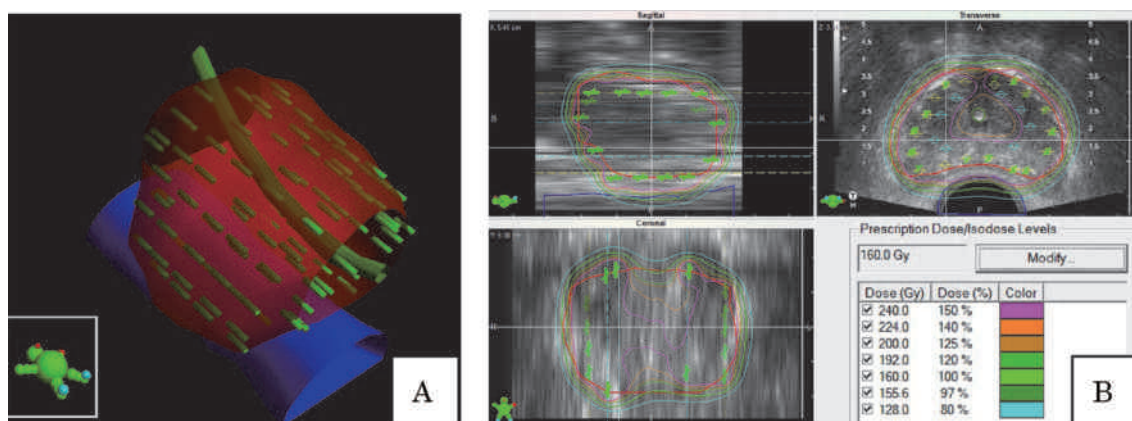 A
Sagittal
Transverse
A
Coronal
Prescription Dose/Isodose Levels
160.0 Gy
Modify...
Dose (Gy)
Dose (%)
Color
240.0
150 %
224.0
140 %
200.0
125 %
192.0
120 %
160.0
100 %
155.6
97 %
128.0
80 %
B